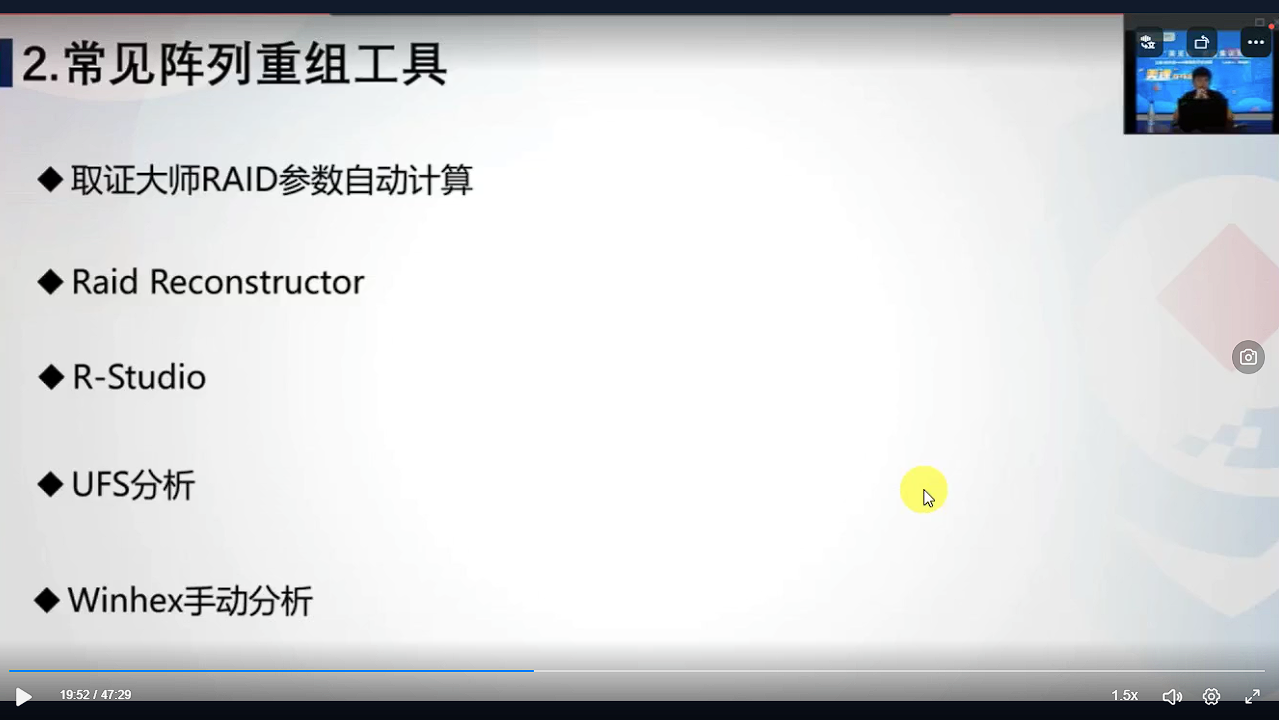 2.常见阵列重组工具
◆取证大师RAID参数自动计算
◆Raid Reconstructor
◆R-Studio
◆UFS分析
◆Winhex手动分析
19:52 / 47:29
1.5x